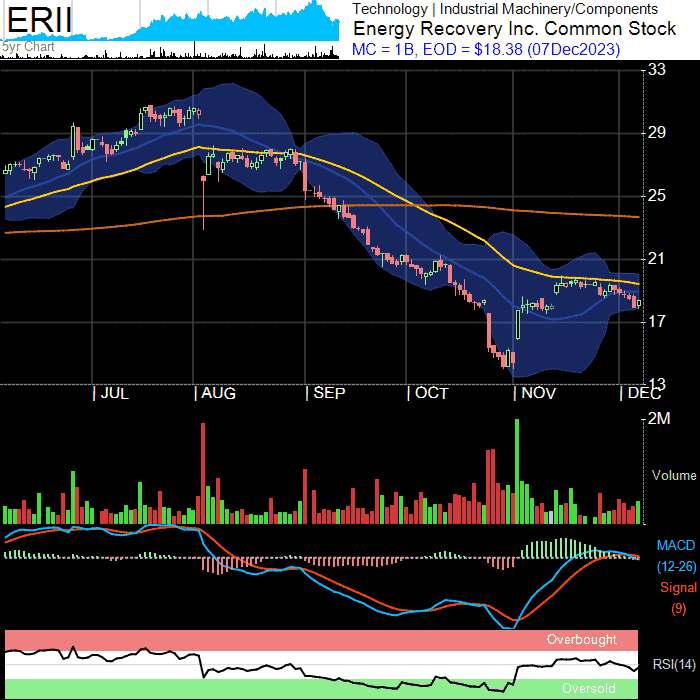 ERII
5yr Chart
Technology | Industrial Machinery/Components
Energy Recovery Inc. Common Stock
MC = 1B, EOD = $18.38 (07Dec2023)
33
29
25
21
17
13
| JUL | AUG | SEP | OCT | NOV | DEC
2M
Volume
MACD
(12-26)
Signal
(9)
Overbought
RSI(14)
Oversold